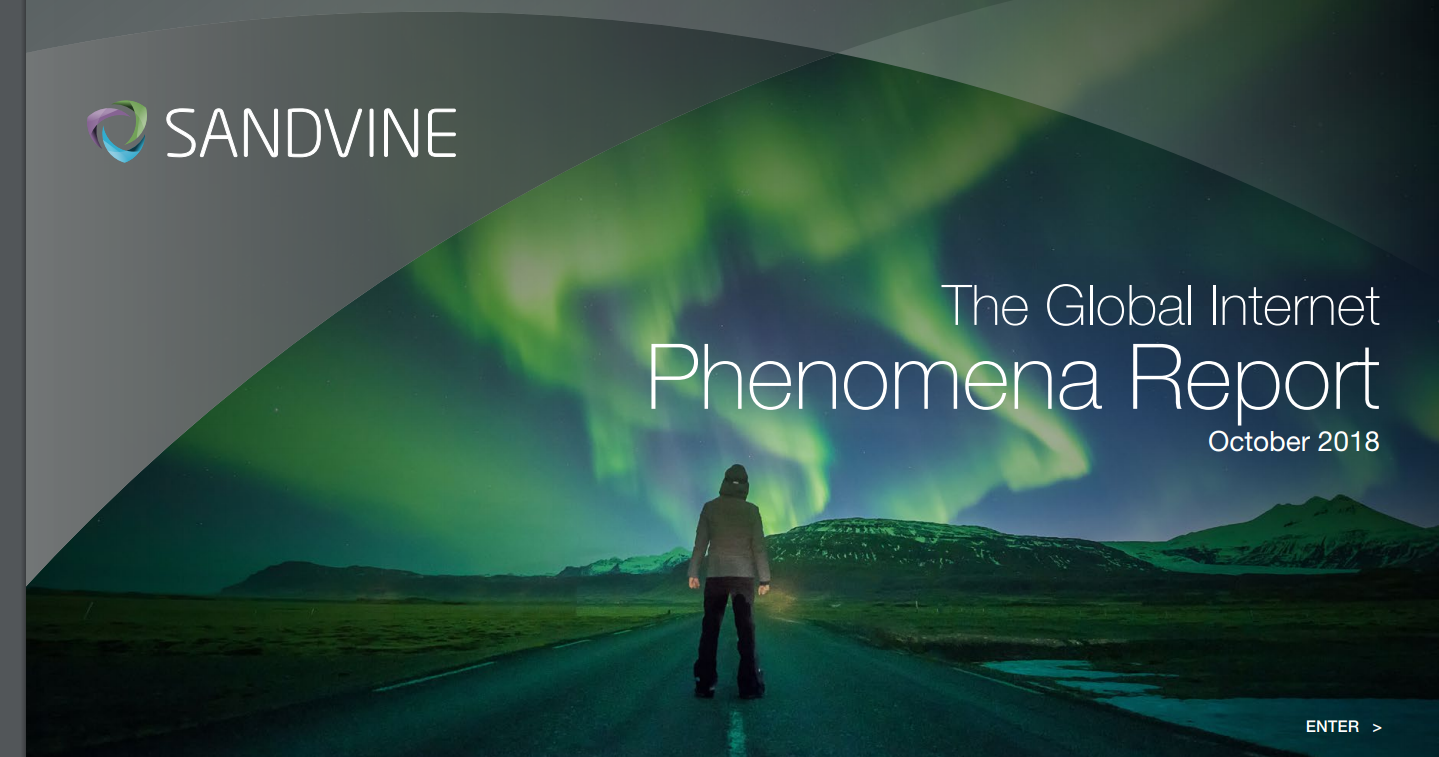 SANDVINE
The Global Internet
Phenomena Report
October 2018
ENTER >